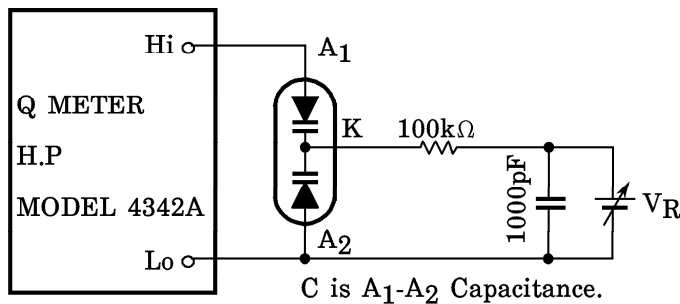 Hi
A1
Q METER
H.P
MODEL 4342A
K
100kΩ
1000pF
VR
A2
Lo
C is A1-A2 Capacitance.